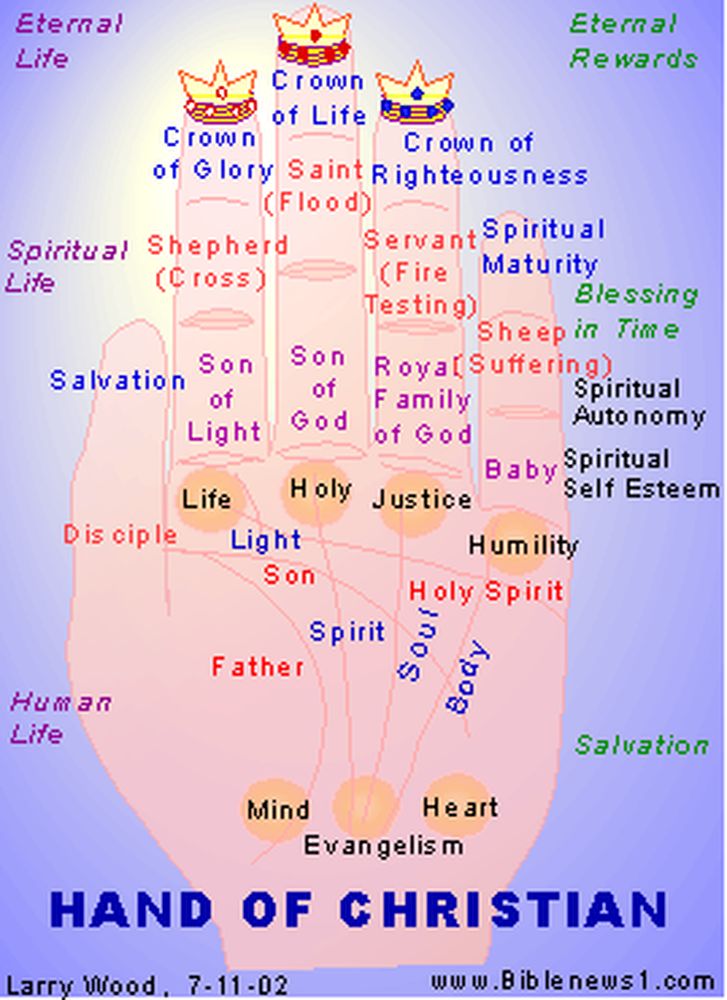 Eternal
Life
Eternal
Rewards
Crown
of Life
Crown
of Glory
Crown of
Righteousness
Saint
(Flood)
Spiritual
Maturity
Spiritual
Life
Shepherd
(Cross)
Servant
(Fire
Testing)
Blessing
in Time
Sheep
(Suffering)
Salvation
Son
of
Light
Son
of
God
Royal
Family
of God
Spiritual
Autonomy
Baby
Spiritual
Self Esteem
Life
Holy
Justice
Humility
Disciple
Light
Son
Holy Spirit
Spirit
Soul
Body
Father
Human
Life
Salvation
Mind
Heart
Evangelism
HAND OF CHRISTIAN
Larry Wood, 7-11-02
www.Biblenews1.com